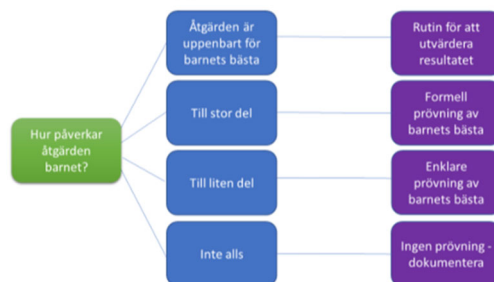 Hur påverkar
åtgärden
barnet?
Åtgärden är
uppenbart för
barnets bästa
Rutin för att
utvärdera
resultatet
Till stor del
Formell
prövning av
barnets bästa
Till liten del
Enklare
prövning av
barnets bästa
Inte alls
Ingen prövning -
dokumentera